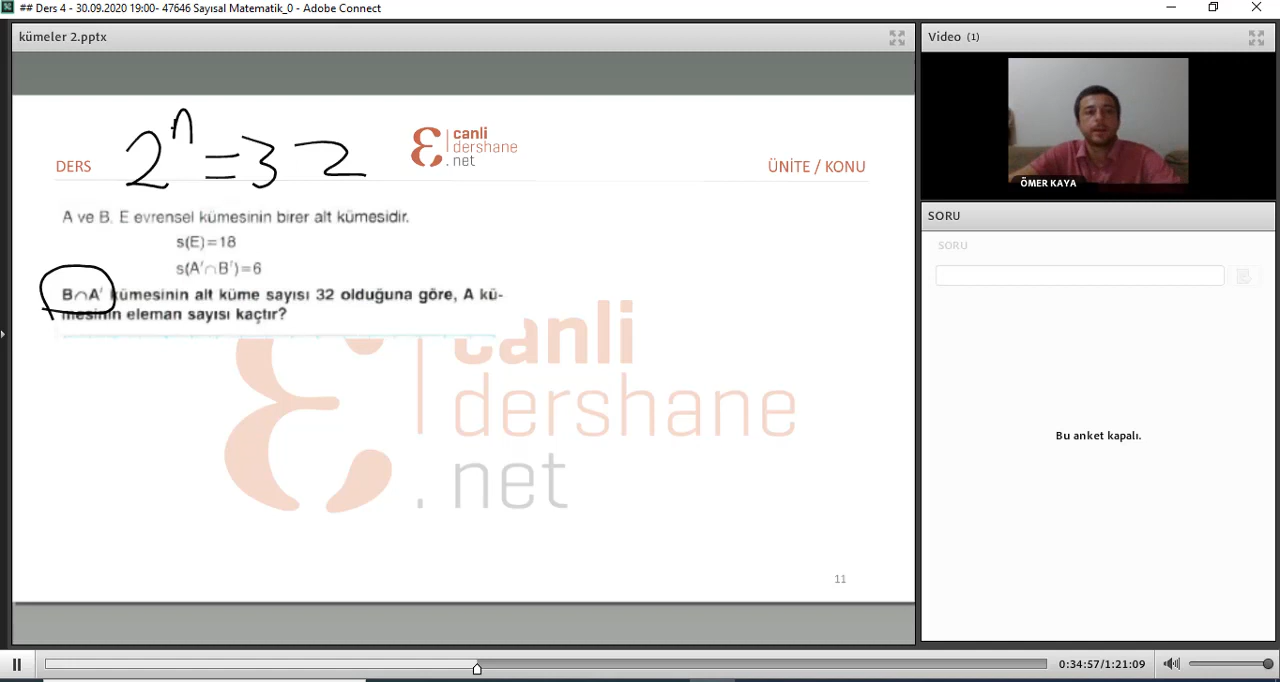 ## Ders 4 - 30.09.2020 19:00- 47646 Sayısal Matematik_0 - Adobe Connect
kümeler 2.pptx
2ⁿ = 32
canli
dershane
.net
DERS
ÜNİTE / KONU
A ve B, E evrensel kümesinin birer alt kümesidir.
s(E)=18
s(A'∩B')=6
B∩A' kümesinin alt küme sayısı 32 olduğuna göre, A kü-
mesinin eleman sayısı kaçtır?
canli
dershane
.net
11
Video (1)
ÖMER KAYA
SORU
SORU
Bu anket kapalı.
0:34:57/1:21:09